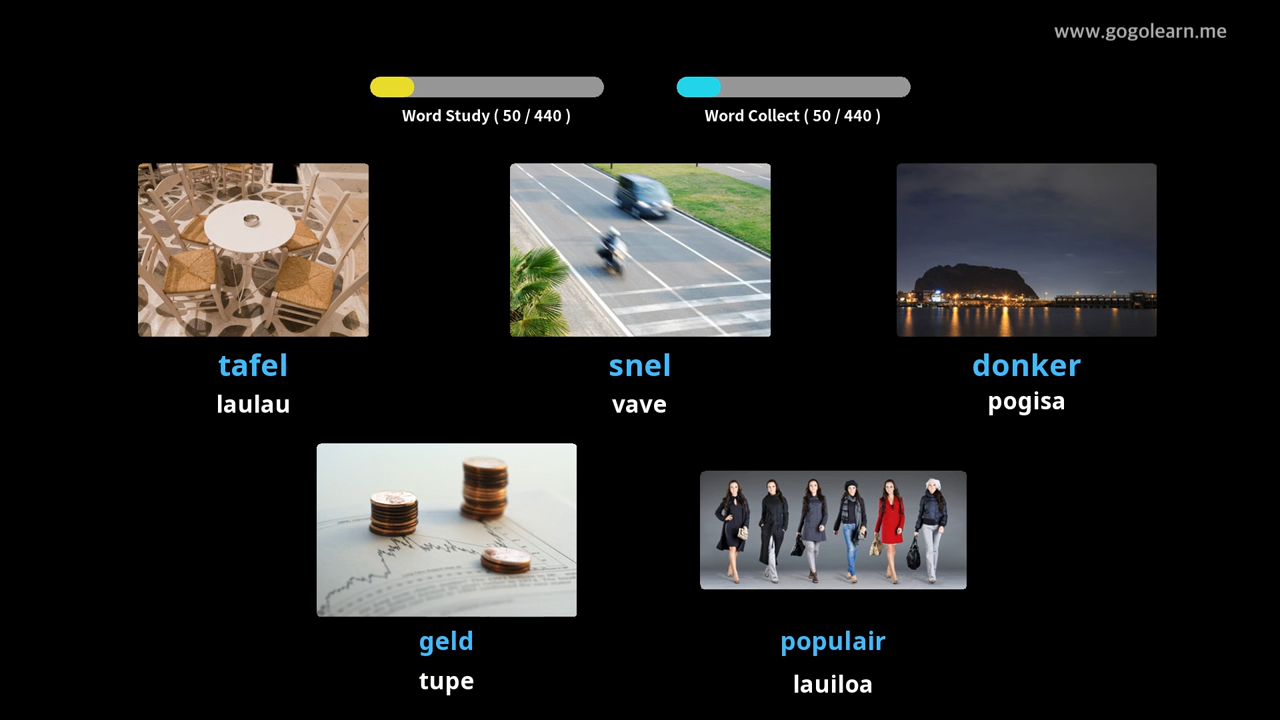 www.gogolearn.me
Word Study ( 50 / 440 )
Word Collect ( 50 / 440 )
tafel
laulau
snel
vave
donker
pogisa
geld
tupe
populair
lauiloa